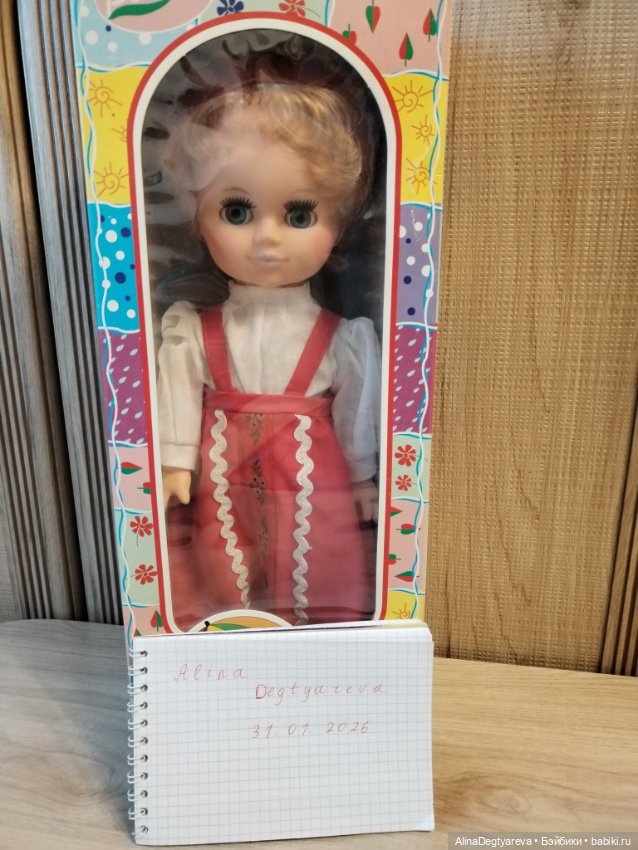 Alina
Degtyareva
31.01.2026
AlinaDegtyareva • Бэйбики • babiki.ru